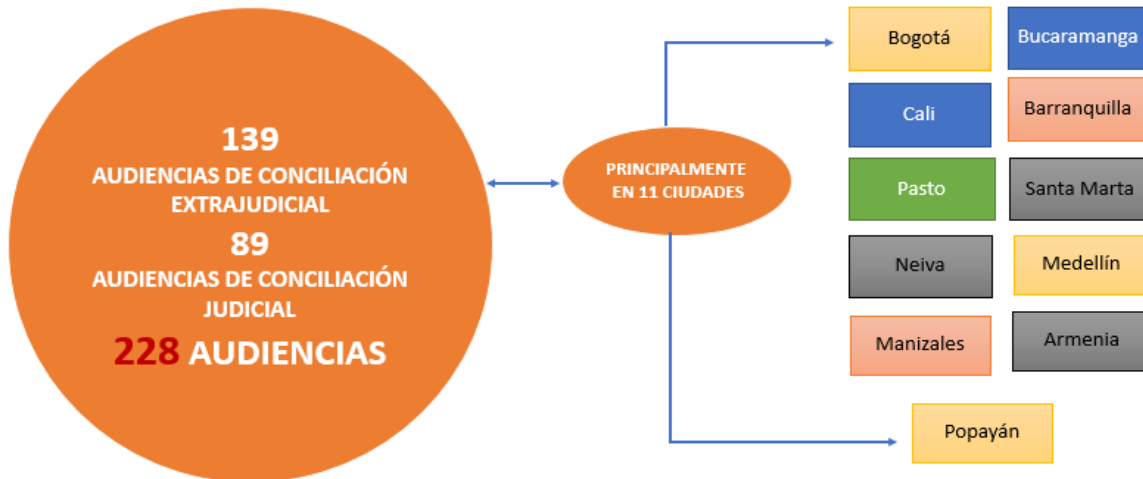 139
AUDIENCIAS DE CONCILIACIÓN
EXTRAJUDICIAL
89
AUDIENCIAS DE CONCILIACIÓN
JUDICIAL
228 AUDIENCIAS
PRINCIPALMENTE
EN 11 CIUDADES
Bogotá
Bucaramanga
Cali
Barranquilla
Pasto
Santa Marta
Neiva
Medellín
Manizales
Armenia
Popayán